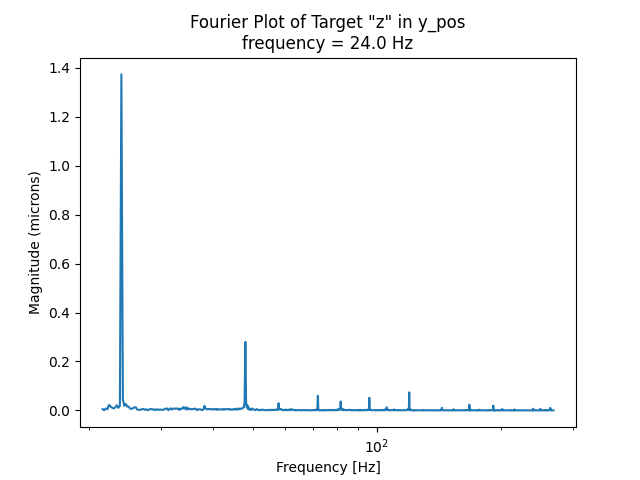 Fourier Plot of Target "z" in y_pos
frequency = 24.0 Hz
1.4
1.2
1.0
0.8
0.6
0.4
0.2
0.0
Magnitude (microns)
10²
Frequency [Hz]